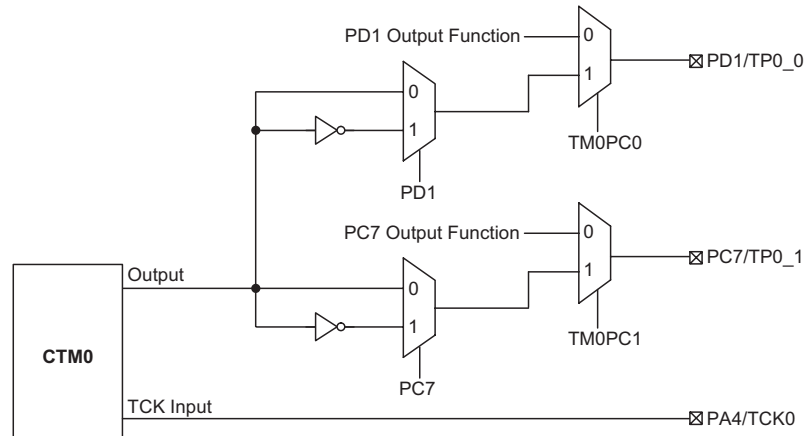 PD1 Output Function
0
1
TM0PC0
PD1/TP0_0
0
1
PD1
PC7 Output Function
0
1
TM0PC1
PC7/TP0_1
Output
0
1
PC7
CTM0
TCK Input
PA4/TCK0